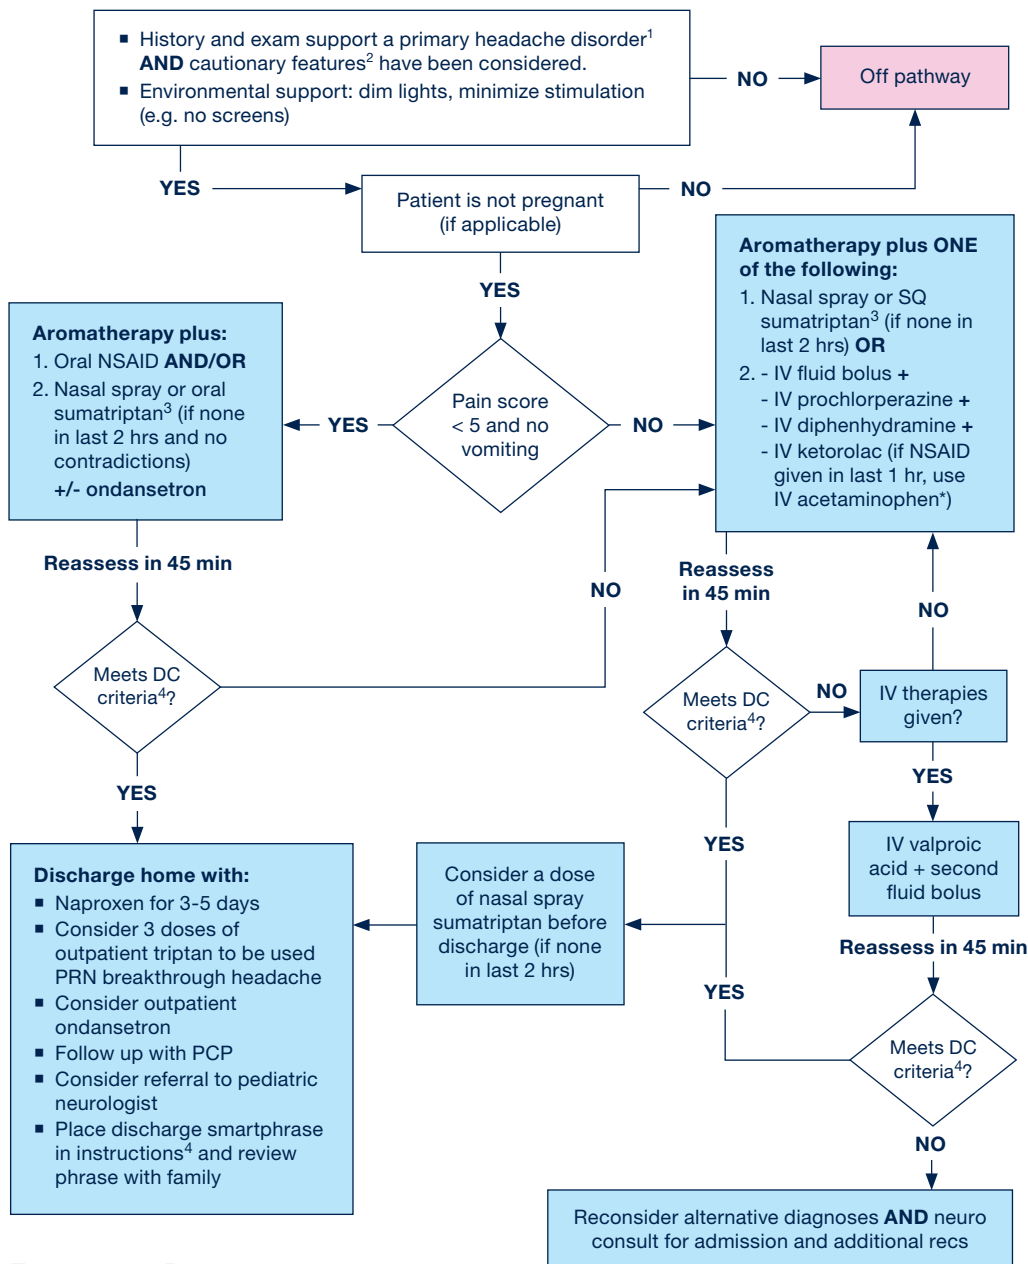 ■ History and exam support a primary headache disorder¹
AND cautionary features² have been considered.
■ Environmental support: dim lights, minimize stimulation
(e.g. no screens)
NO
Off pathway
YES
Patient is not pregnant
(if applicable)
NO
YES
Aromatherapy plus ONE
of the following:
1. Nasal spray or SQ
sumatriptan³ (if none in
last 2 hrs) OR
2. - IV fluid bolus +
- IV prochlorperazine +
- IV diphenhydramine +
- IV ketorolac (if NSAID
given in last 1 hr, use
IV acetaminophen*)
Aromatherapy plus:
1. Oral NSAID AND/OR
2. Nasal spray or oral
sumatriptan³ (if none
in last 2 hrs and no
contradictions)
+/- ondansetron
YES
Pain score
< 5 and no
vomiting
NO
Reassess in 45 min
NO
Reassess
in 45 min
NO
Meets DC
criteria⁴?
Meets DC
criteria⁴?
NO
IV therapies
given?
YES
YES
YES
IV valproic
acid + second
fluid bolus
Discharge home with:
■ Naproxen for 3-5 days
■ Consider 3 doses of
outpatient triptan to be used
PRN breakthrough headache
■ Consider outpatient
ondansetron
■ Follow up with PCP
■ Consider referral to pediatric
neurologist
■ Place discharge smartphrase
in instructions⁴ and review
phrase with family
Consider a dose
of nasal spray
sumatriptan before
discharge (if none
in last 2 hrs)
Reassess in 45 min
YES
Meets DC
criteria⁴?
NO
Reconsider alternative diagnoses AND neuro
consult for admission and additional recs